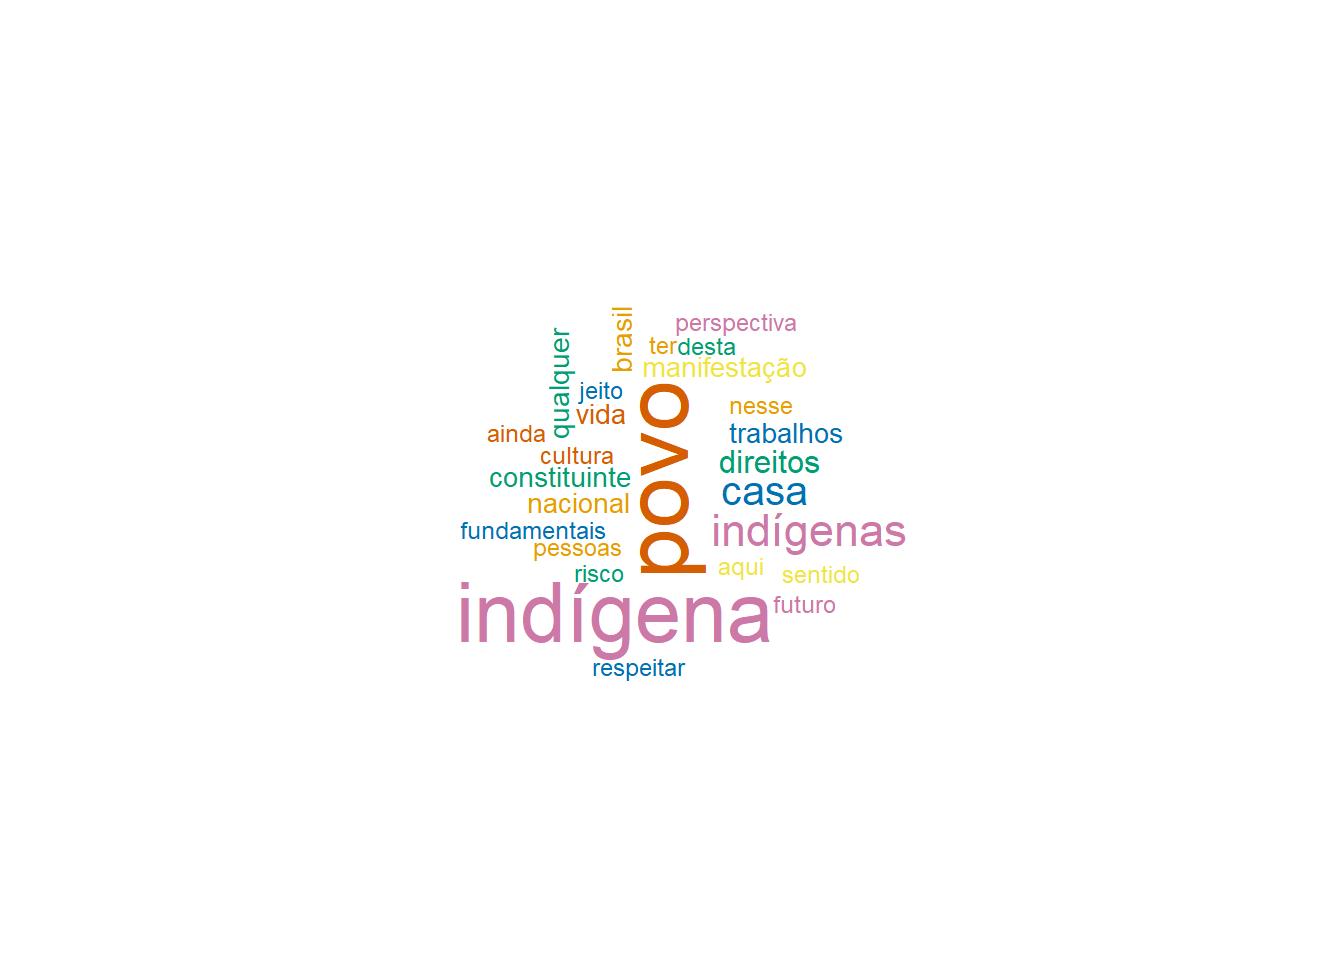 brasil
perspectiva
ter
desta
qualquer
manifestação
jeito
nesse
vida
povo
ainda
trabalhos
cultura
direitos
constituinte
casa
nacional
indígenas
fundamentais
pessoas
aqui
risco
sentido
indígena
futuro
respeitar